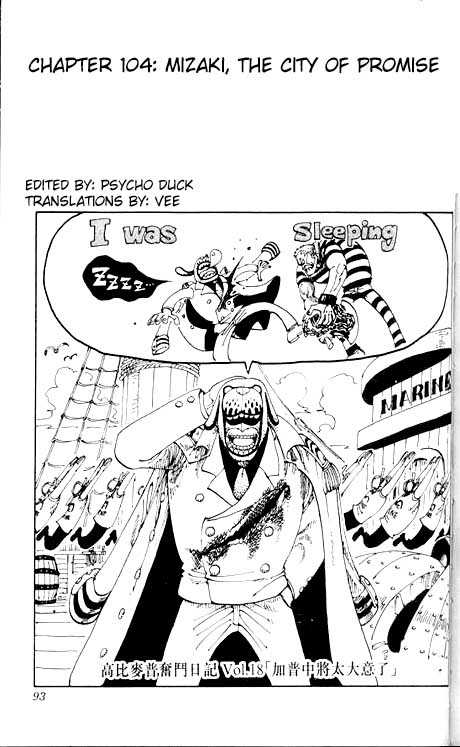 CHAPTER 104: MIZAKI, THE CITY OF PROMISE
EDITED BY: PSYCHO DUCK
TRANSLATIONS BY: VEE
I was Sleeping
ZZZZ...
MARINE
高比麥普奮鬥日記 Vol.18「加普中將太大意了」
93